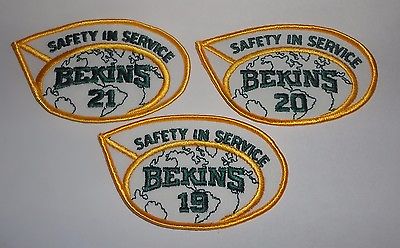 SAFETY IN SERVICE
BEKINS
21
SAFETY IN SERVICE
BEKINS
20
SAFETY IN SERVICE
BEKINS
19